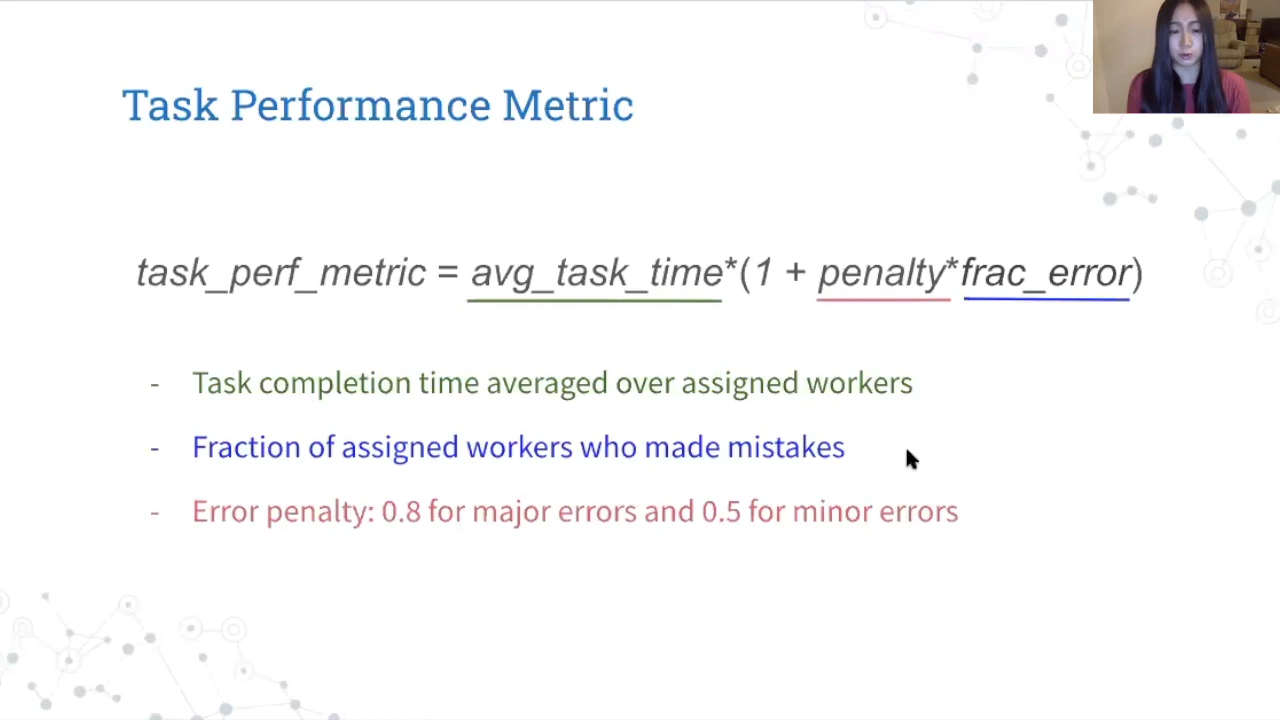 Task Performance Metric
task_perf_metric = avg_task_time*(1 + penalty*frac_error)
- Task completion time averaged over assigned workers
- Fraction of assigned workers who made mistakes
- Error penalty: 0.8 for major errors and 0.5 for minor errors